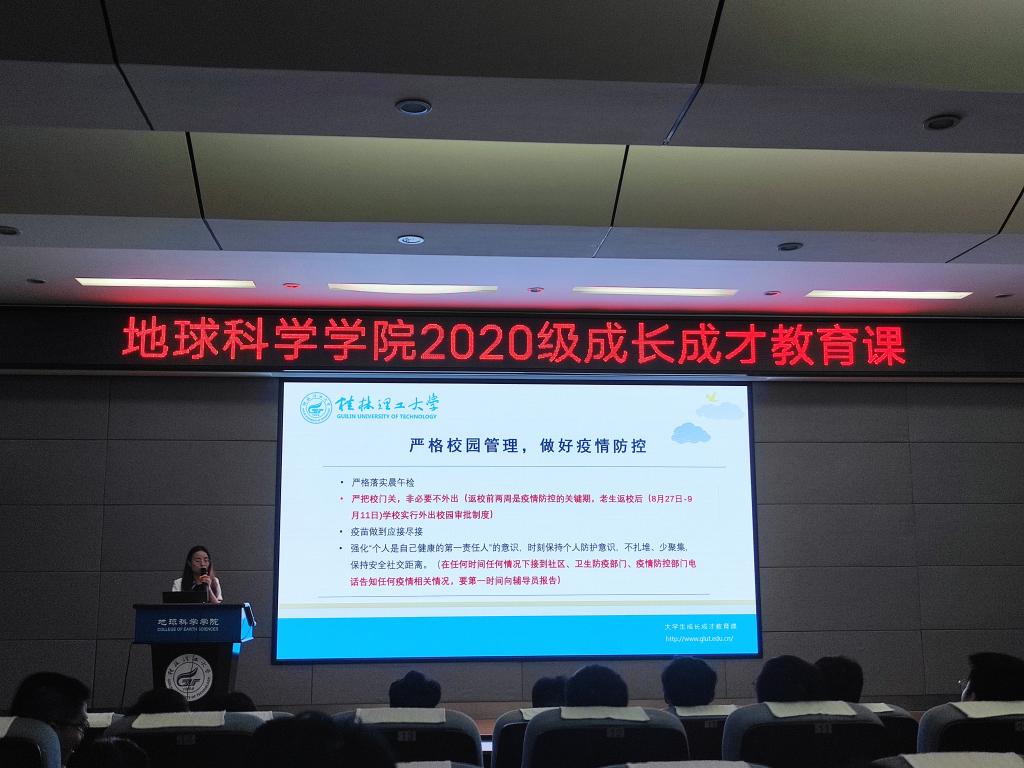 地球科学学院2020级成长成才教育课
桂林理工大学
GUILIN UNIVERSITY OF TECHNOLOGY
严格校园管理，做好疫情防控
• 严格落实晨午检
• 严把校门关，非必要不外出（返校前两周是疫情防控的关键期，老生返校后（8月27日-9
月11日)学校实行外出校园审批制度）
• 疫苗做到应接尽接
• 强化“个人是自己健康的第一责任人”的意识，时刻保持个人防护意识，不扎堆、少聚集，
保持安全社交距离。（在任何时间任何情况下接到社区、卫生防疫部门、疫情防控部门电
话告知任何疫情相关情况，要第一时间向辅导员报告）
大学生成长成才教育课
http://www.glut.edu.cn/
地球科学学院
COLLEGE OF EARTH SCIENCES
桂林理工大学